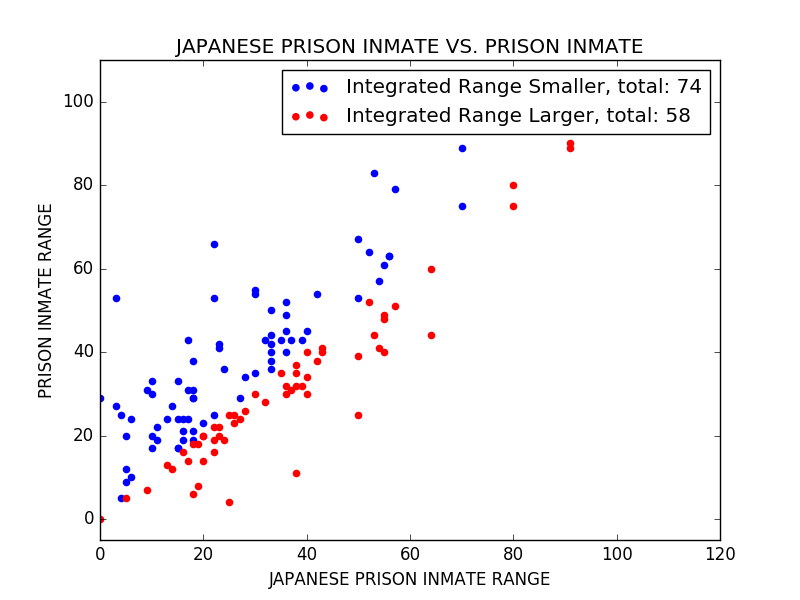 JAPANESE PRISON INMATE VS. PRISON INMATE
Integrated Range Smaller, total: 74
Integrated Range Larger, total: 58
100
80
60
40
20
0
PRISON INMATE RANGE
0 20 40 60 80 100 120
JAPANESE PRISON INMATE RANGE